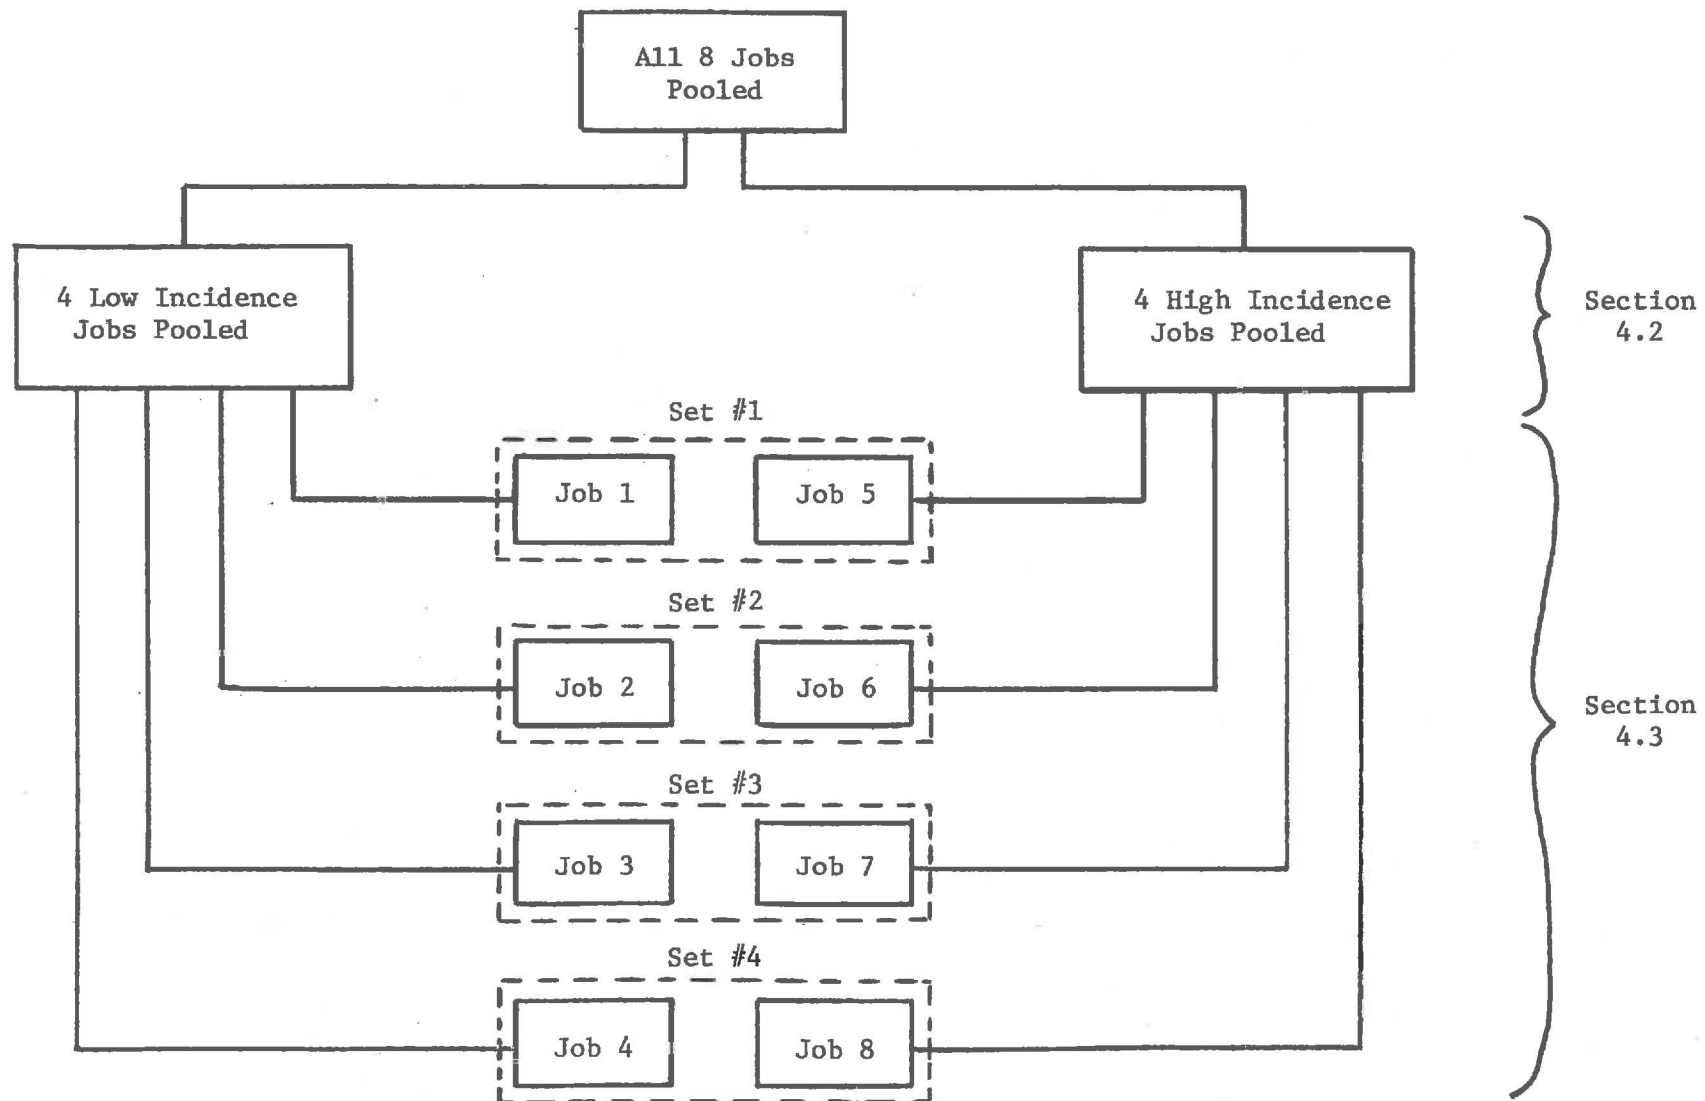 All 8 Jobs
Pooled
4 Low Incidence
Jobs Pooled
4 High Incidence
Jobs Pooled
Section
4.2
Set #1
Job 1
Job 5
Set #2
Job 2
Job 6
Section
4.3
Set #3
Job 3
Job 7
Set #4
Job 4
Job 8